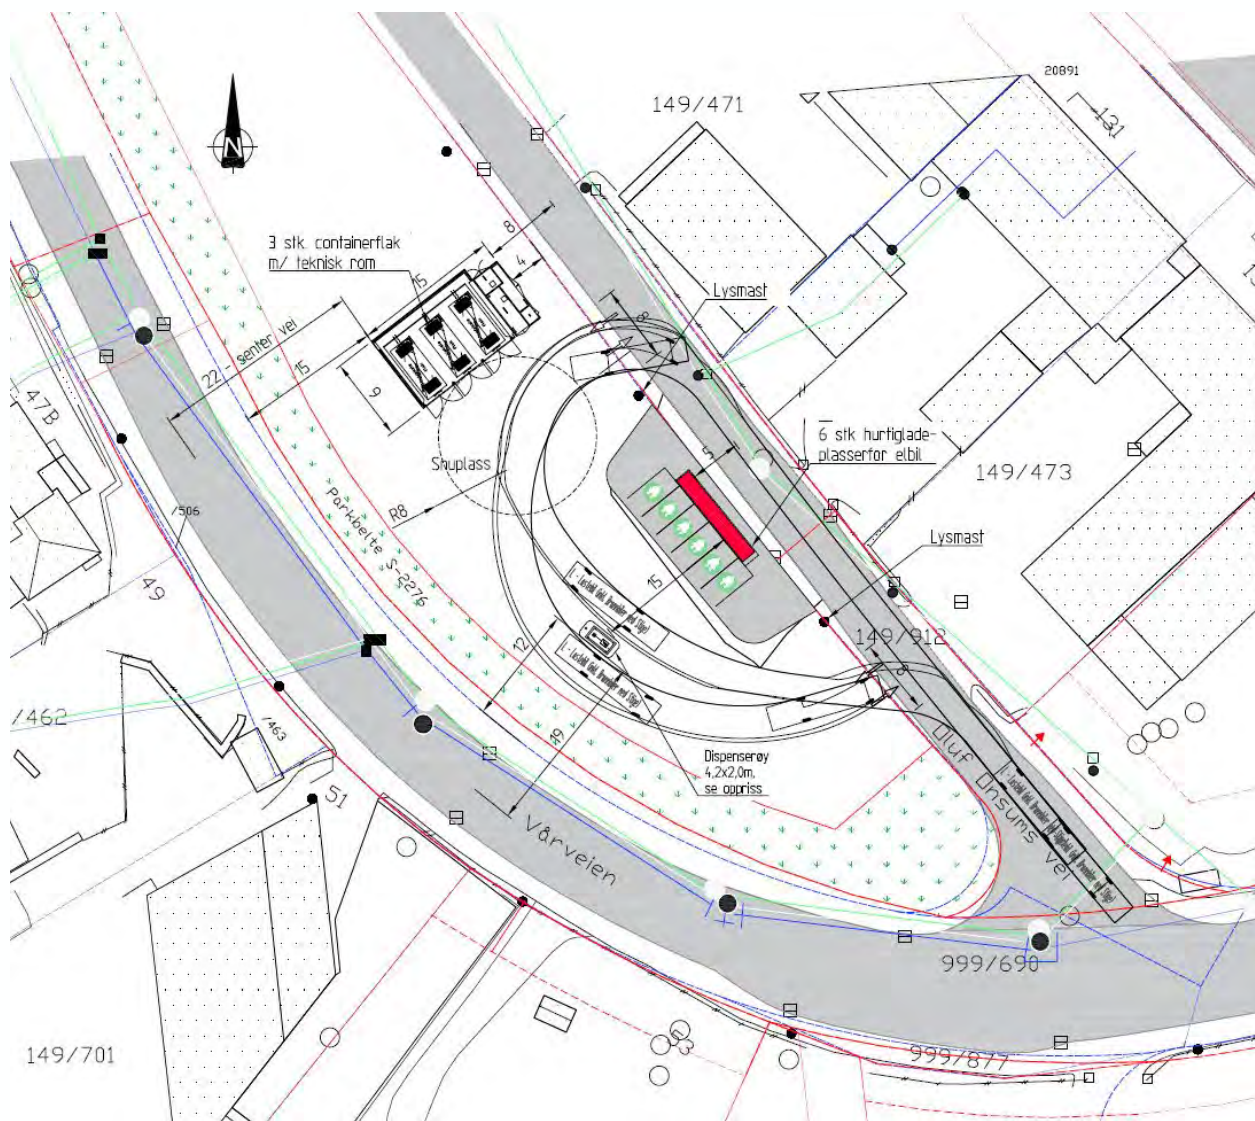 20891
149/471
131
N
3 stk. containerflak
m/ teknisk rom
15
8
4
Lysmast
8
22 - senter vei
15
9
47B
6 stk hurtiglade-
plasserfor elbil
5
149/473
Snuplass
R8
/506
Parkbelte S-2276
Lysmast
49
15
149/912
12
/462
/463
19
Dispenserøy
4,2x2,0m,
se oppriss
Oluf Onsums vei
51
Vårveien
999/690
53
149/701
999/877